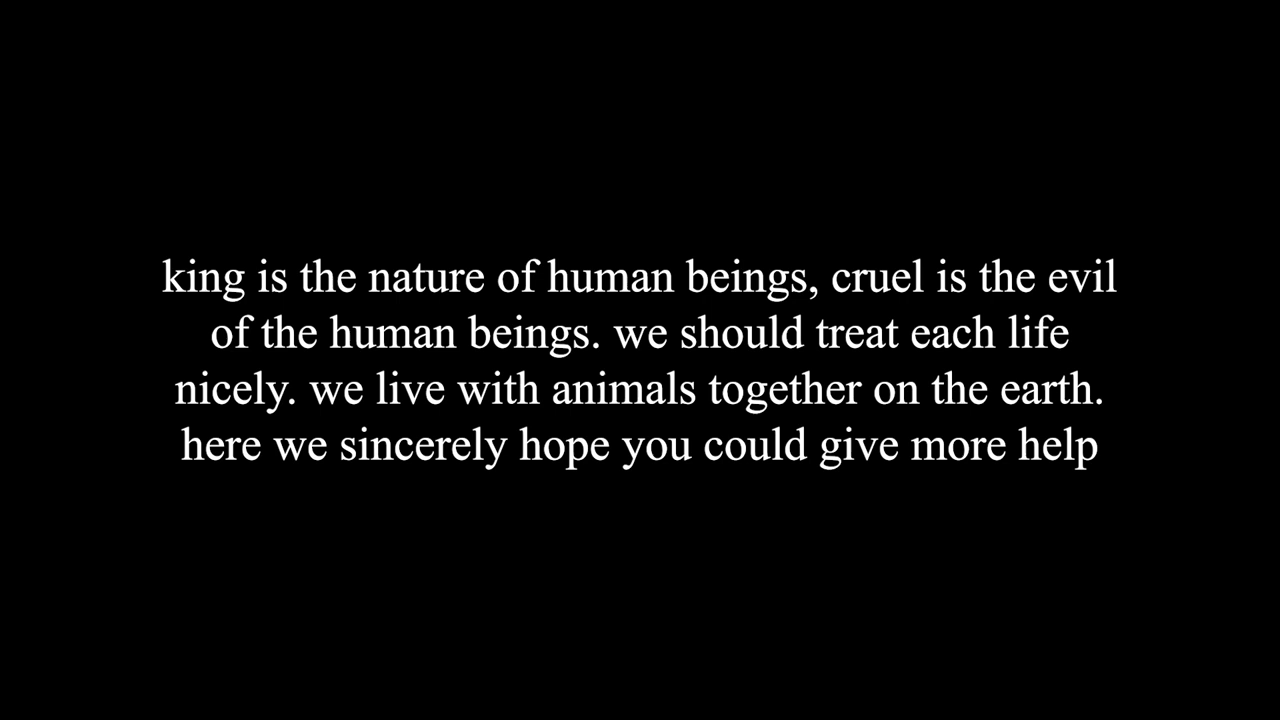 king is the nature of human beings, cruel is the evil
of the human beings. we should treat each life
nicely. we live with animals together on the earth.
here we sincerely hope you could give more help